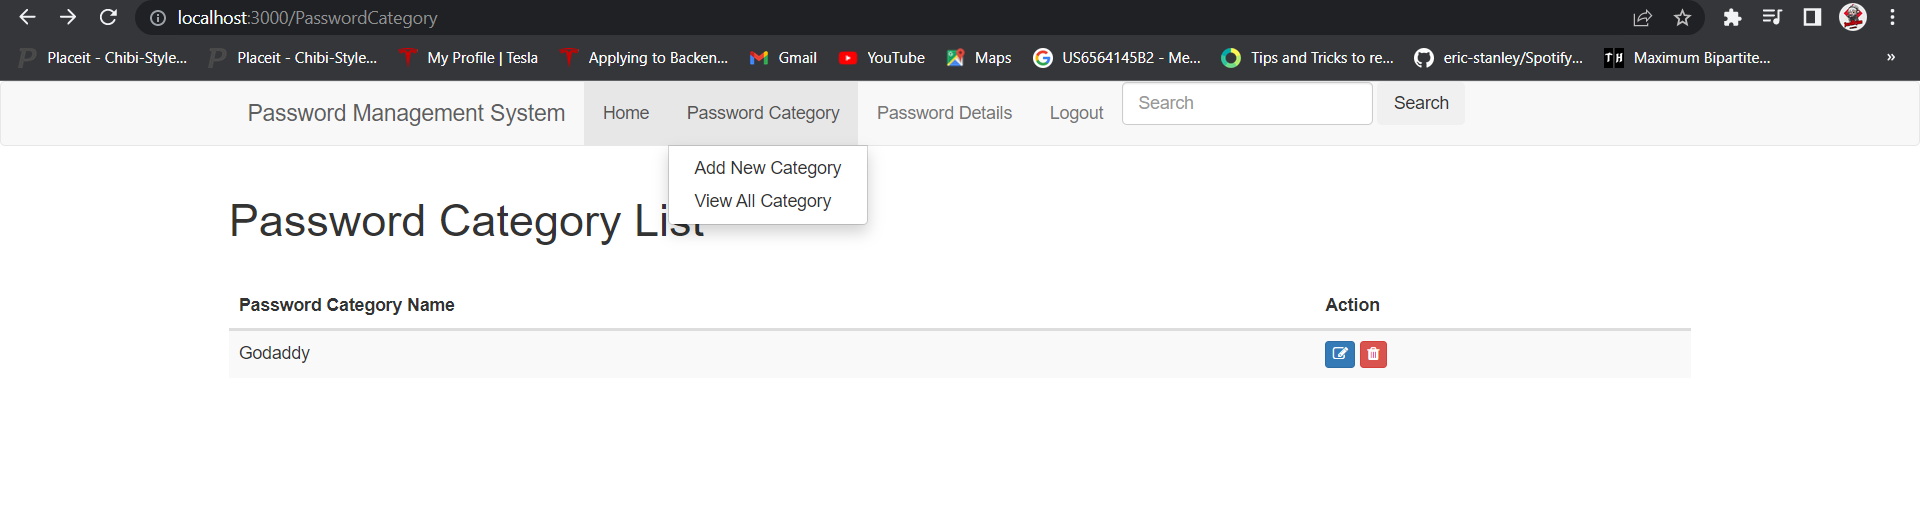 localhost:3000/PasswordCategory
Placeit - Chibi-Style... Placeit - Chibi-Style... My Profile | Tesla Applying to Backen... Gmail YouTube Maps US6564145B2 - Me... Tips and Tricks to re... eric-stanley/Spotify... TH Maximum Bipartite... »
Password Management System Home Password Category Password Details Logout Search Search
Add New Category
View All Category
Password Category List
Password Category Name Action
Godaddy